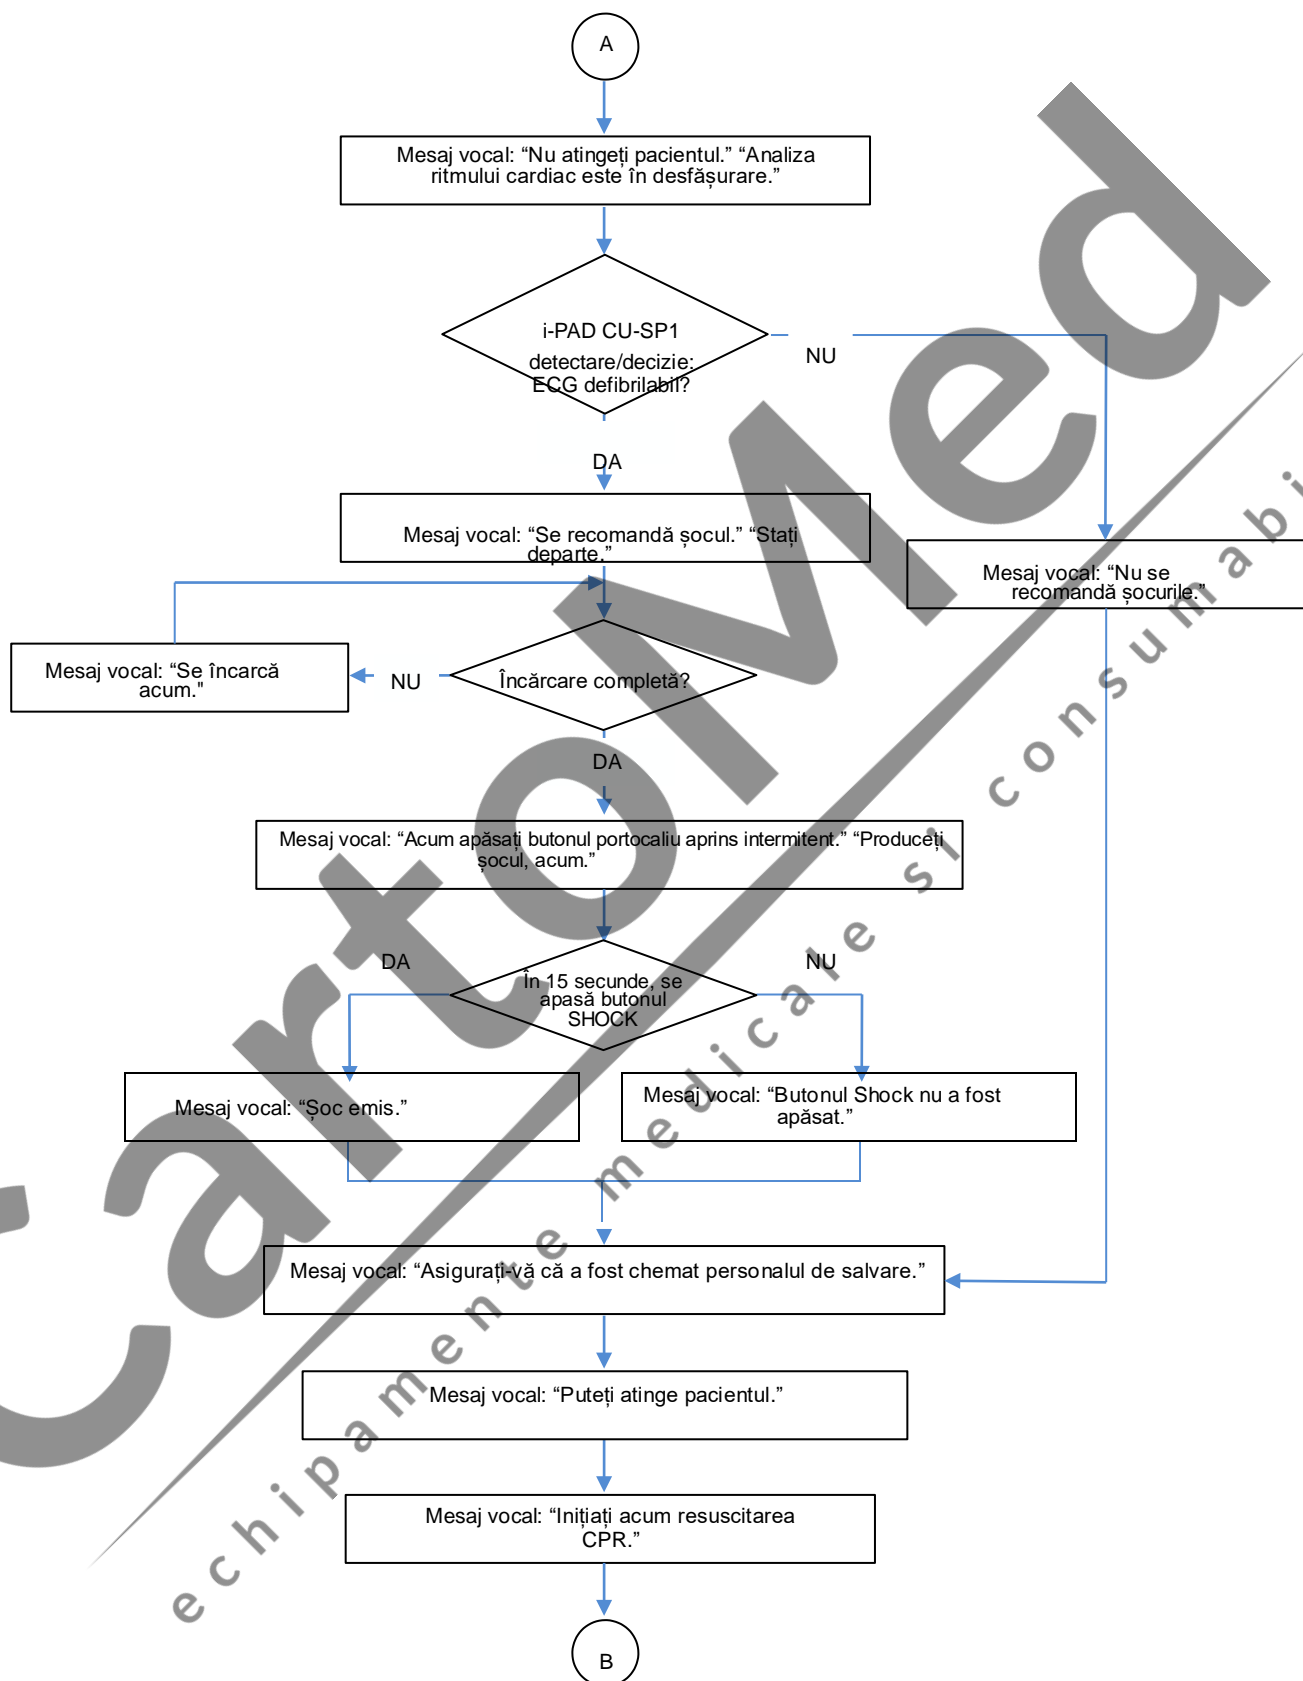 A
Mesaj vocal: “Nu atingeți pacientul.” “Analiza
ritmului cardiac este în desfășurare.”
i-PAD CU-SP1
detectare/decizie:
ECG defibrilabil?
NU
DA
Mesaj vocal: “Se recomandă șocul.” “Stați
departe.”
Mesaj vocal: “Nu se
recomandă șocurile.”
Mesaj vocal: “Se încarcă
acum."
NU
Încărcare completă?
DA
Mesaj vocal: “Acum apăsați butonul portocaliu aprins intermitent.” “Produceți
șocul, acum.”
DA
În 15 secunde, se
apasă butonul
SHOCK
NU
Mesaj vocal: “Șoc emis.”
Mesaj vocal: “Butonul Shock nu a fost
apăsat.”
Mesaj vocal: “Asigurați-vă că a fost chemat personalul de salvare.”
Mesaj vocal: “Puteți atinge pacientul.”
Mesaj vocal: “Inițiați acum resuscitarea
CPR.”
B
CartoMed
echipamente medicale si consumabi